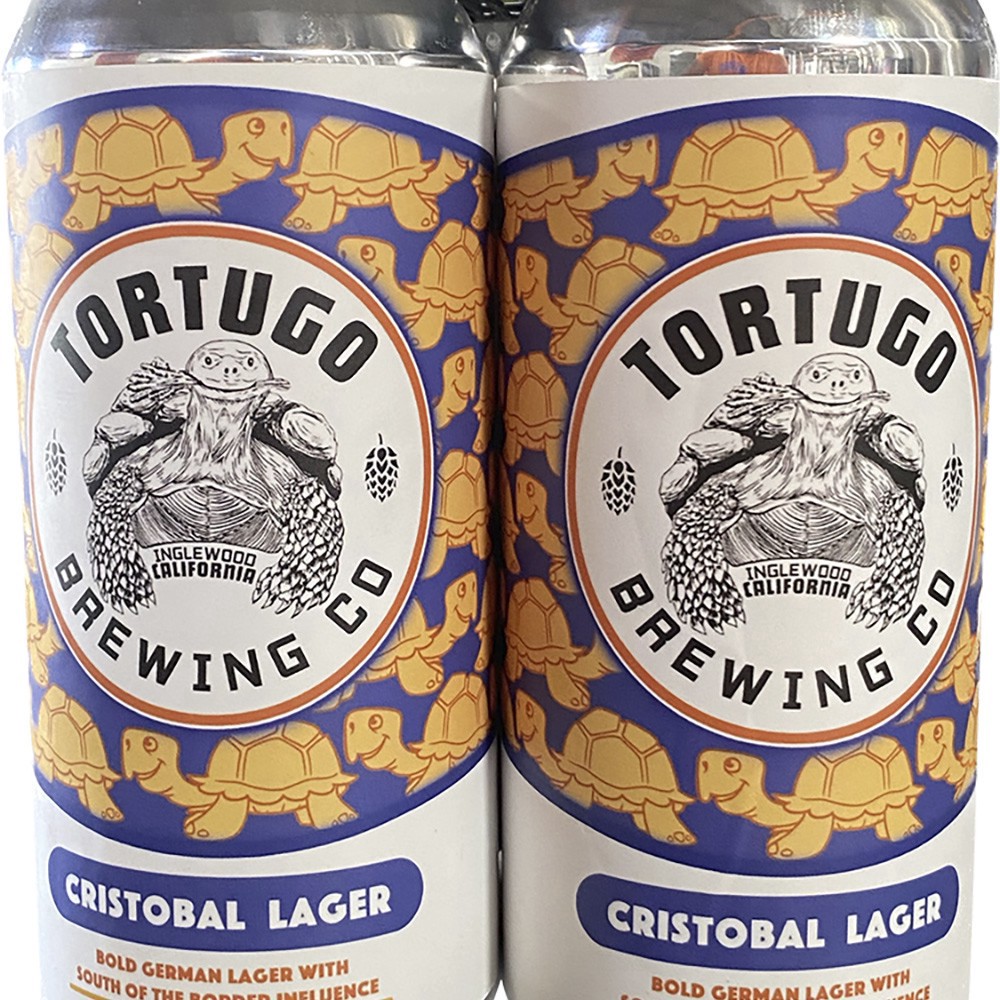 TORTUGO
INGLEWOOD
CALIFORNIA
BREWING CO
CRISTOBAL LAGER
BOLD GERMAN LAGER WITH
SOUTH OF THE BORDER INFLUENCE
TORTUGO
INGLEWOOD
CALIFORNIA
BREWING CO
CRISTOBAL LAGER
BOLD GERMAN LAGER WITH